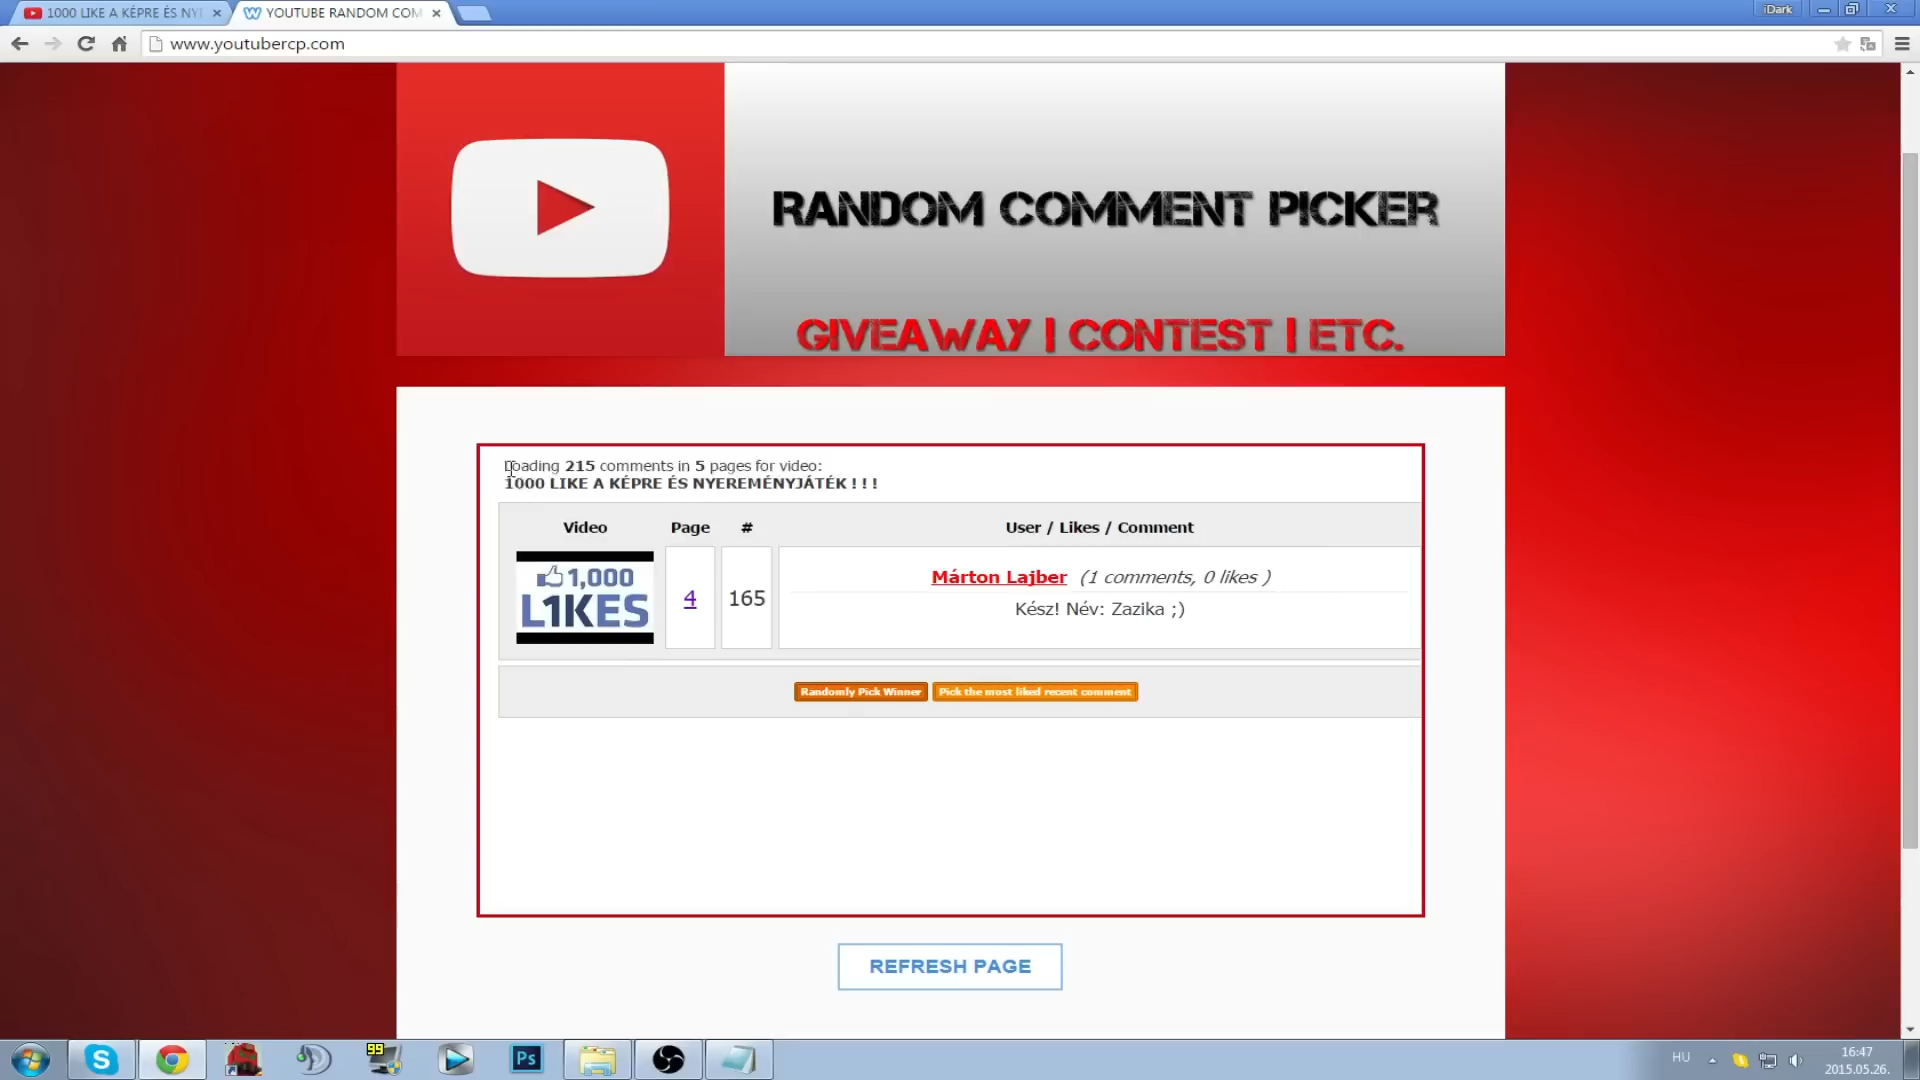 1000 LIKE A KÉPRE ÉS NYI
YOUTUBE RANDOM COM
iDark
www.youtubercp.com
RANDOM COMMENT PICKER
GIVEAWAY | CONTEST | ETC.
Loading 215 comments in 5 pages for video:
1000 LIKE A KÉPRE ÉS NYEREMÉNYJÁTÉK ! ! !
Video Page # User / Likes / Comment
1,000
L1KES
4
165
Márton Lajber (1 comments, 0 likes )
Kész! Név: Zazika ;)
Randomly Pick Winner Pick the most liked recent comment
REFRESH PAGE
99
Ps
HU
16:47
2015.05.26.